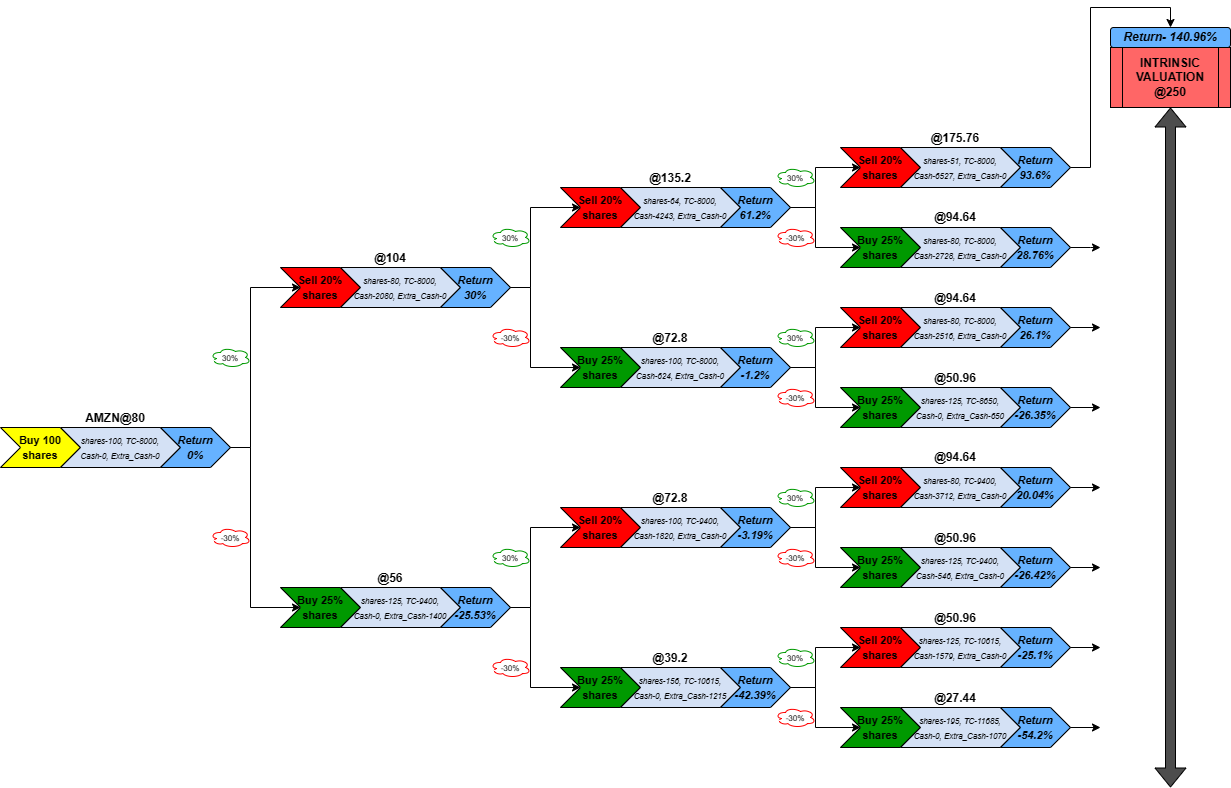 Return- 140.96%
INTRINSIC
VALUATION
@250
@175.76
Sell 20%
shares
shares-51, TC-8000,
Cash-6527, Extra_Cash-0
Return
93.6%
30%
@135.2
Sell 20%
shares
shares-64, TC-8000,
Cash-4243, Extra_Cash-0
Return
61.2%
-30%
@94.64
Buy 25%
shares
shares-80, TC-8000,
Cash-2728, Extra_Cash-0
Return
28.76%
30%
@104
Sell 20%
shares
shares-80, TC-8000,
Cash-2080, Extra_Cash-0
Return
30%
-30%
@94.64
Sell 20%
shares
shares-80, TC-8000,
Cash-2516, Extra_Cash-0
Return
26.1%
30%
@72.8
Buy 25%
shares
shares-100, TC-8000,
Cash-624, Extra_Cash-0
Return
-1.2%
-30%
@50.96
Buy 25%
shares
shares-125, TC-8650,
Cash-0, Extra_Cash-650
Return
-26.35%
30%
AMZN@80
Buy 100
shares
shares-100, TC-8000,
Cash-0, Extra_Cash-0
Return
0%
-30%
@94.64
Sell 20%
shares
shares-80, TC-9400,
Cash-3712, Extra_Cash-0
Return
20.04%
30%
@72.8
Sell 20%
shares
shares-100, TC-9400,
Cash-1820, Extra_Cash-0
Return
-3.19%
-30%
@50.96
Buy 25%
shares
shares-125, TC-9400,
Cash-546, Extra_Cash-0
Return
-26.42%
30%
@56
Buy 25%
shares
shares-125, TC-9400,
Cash-0, Extra_Cash-1400
Return
-25.53%
-30%
@50.96
Sell 20%
shares
shares-125, TC-10615,
Cash-1579, Extra_Cash-0
Return
-25.1%
30%
@39.2
Buy 25%
shares
shares-156, TC-10615,
Cash-0, Extra_Cash-1215
Return
-42.39%
-30%
@27.44
Buy 25%
shares
shares-195, TC-11685,
Cash-0, Extra_Cash-1070
Return
-54.2%